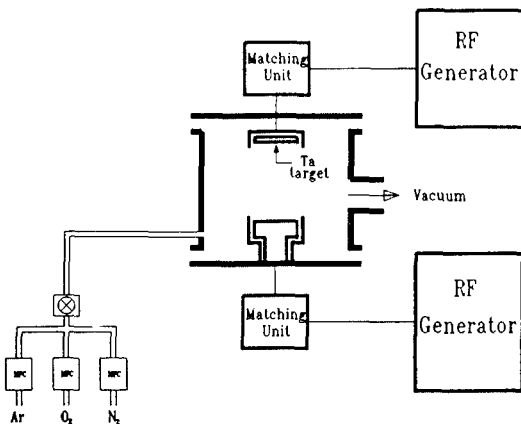 RF
Generator
Matching
Unit
Ta
target
Vacuum
RF
Generator
Matching
Unit
MFC MFC MFC
Ar O₂ N₂